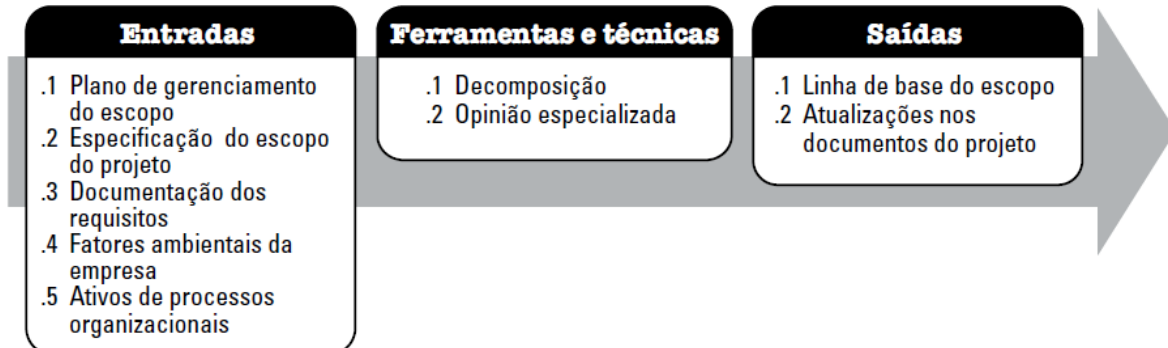 Entradas
.1 Plano de gerenciamento
do escopo
.2 Especificação do escopo
do projeto
.3 Documentação dos
requisitos
.4 Fatores ambientais da
empresa
.5 Ativos de processos
organizacionais
Ferramentas e técnicas
.1 Decomposição
.2 Opinião especializada
Saídas
.1 Linha de base do escopo
.2 Atualizações nos
documentos do projeto